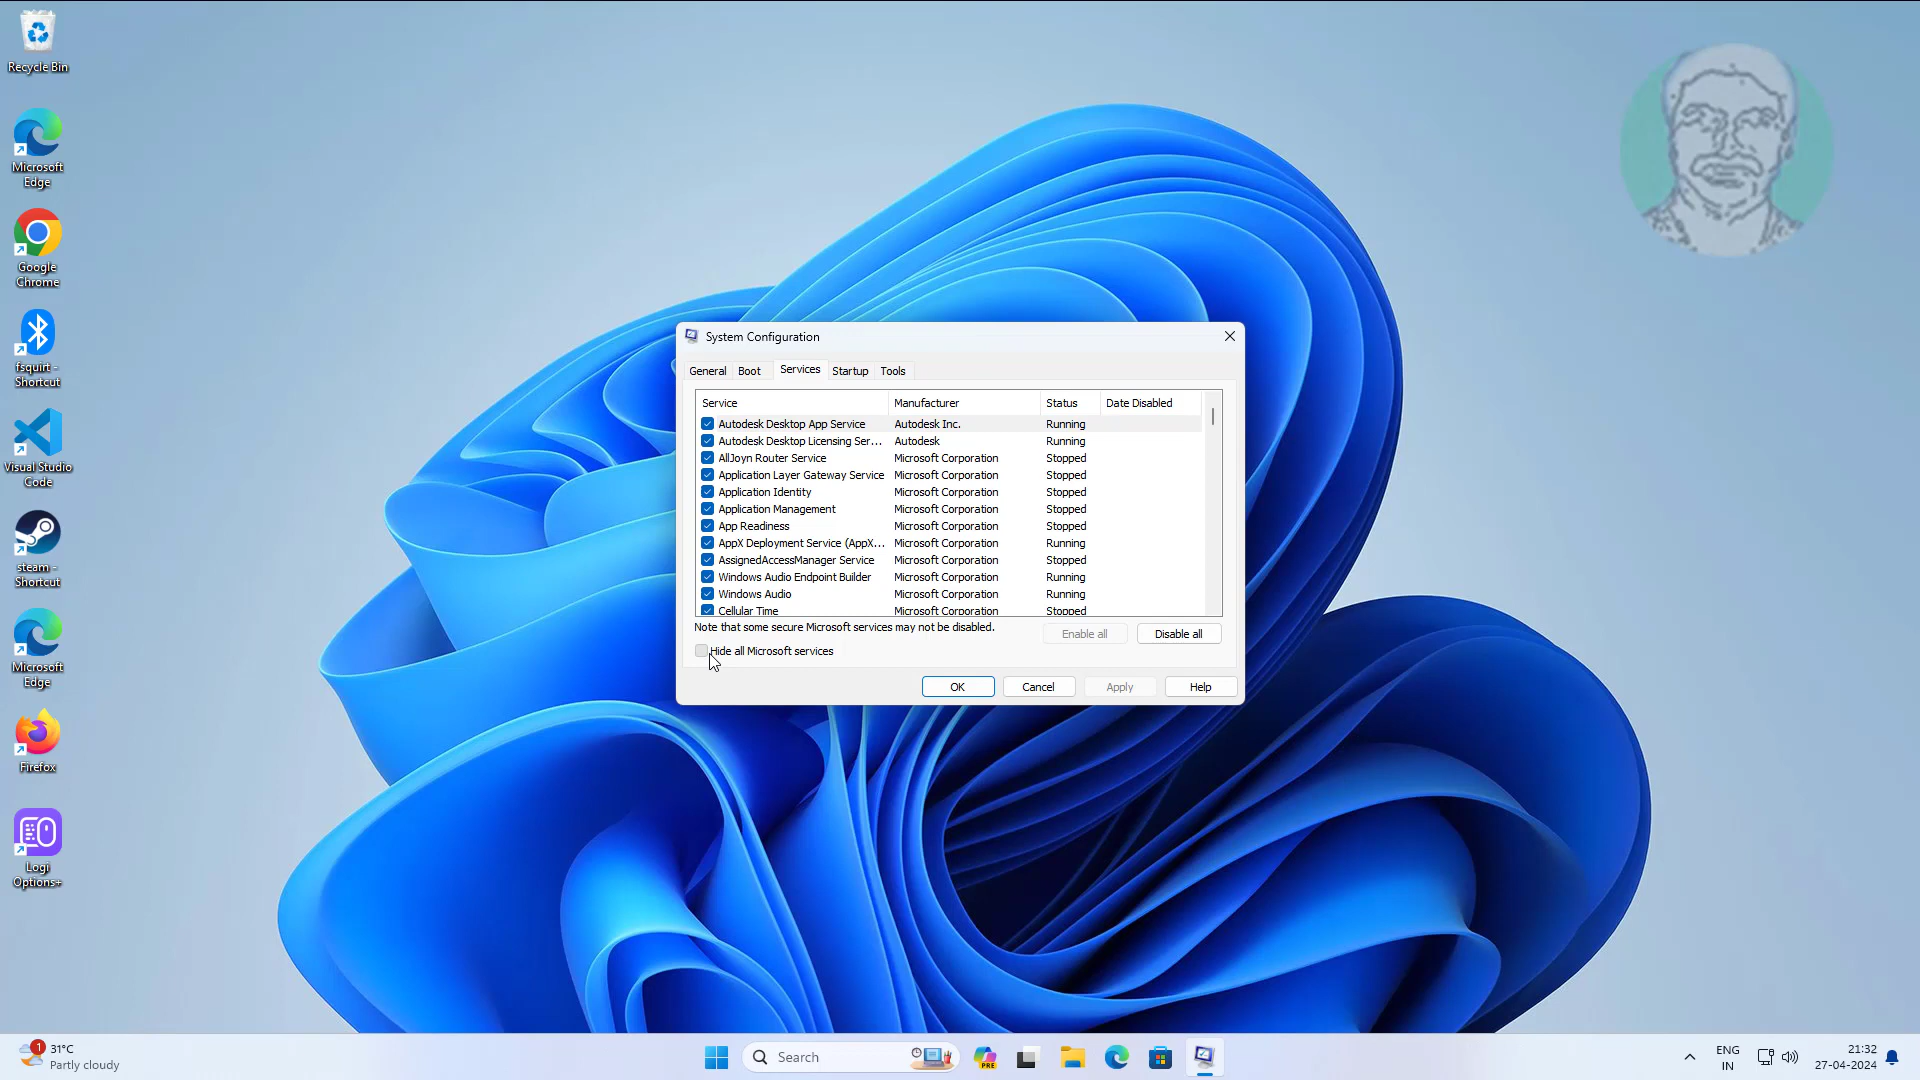 Recycle Bin
Microsoft
Edge
Google
Chrome
fsquirt -
Shortcut
Visual Studio
Code
steam -
Shortcut
Microsoft
Edge
Firefox
Logi
Options+
System Configuration
General Boot Services Startup Tools
Service Manufacturer Status Date Disabled
Autodesk Desktop App Service Autodesk Inc. Running
Autodesk Desktop Licensing Ser... Autodesk Running
AllJoyn Router Service Microsoft Corporation Stopped
Application Layer Gateway Service Microsoft Corporation Stopped
Application Identity Microsoft Corporation Stopped
Application Management Microsoft Corporation Stopped
App Readiness Microsoft Corporation Stopped
AppX Deployment Service (AppX... Microsoft Corporation Running
AssignedAccessManager Service Microsoft Corporation Stopped
Windows Audio Endpoint Builder Microsoft Corporation Running
Windows Audio Microsoft Corporation Running
Cellular Time Microsoft Corporation Stopped
Note that some secure Microsoft services may not be disabled.
Enable all Disable all
Hide all Microsoft services
OK Cancel Apply Help
1
31°C
Partly cloudy
Search
PRE
ENG
IN
21:32
27-04-2024